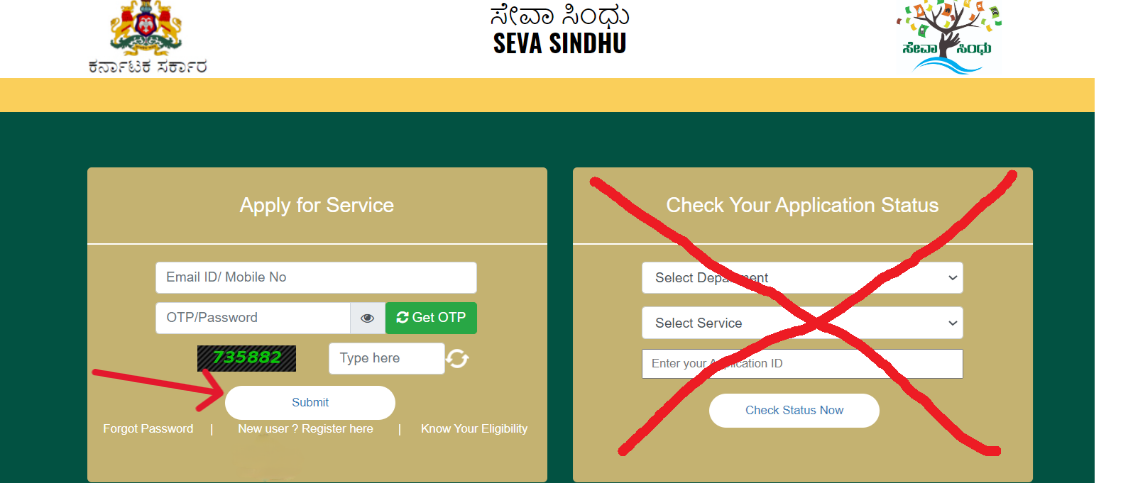 ಸೇವಾ ಸಿಂಧು
SEVA SINDHU
ಕರ್ನಾಟಕ ಸರ್ಕಾರ
ಸೇವಾ ಸಿಂಧು
Apply for Service
Email ID/ Mobile No
OTP/Password
Get OTP
735882
Type here
Submit
Forgot Password | New user ? Register here | Know Your Eligibility
Check Your Application Status
Select Department
Select Service
Enter your Application ID
Check Status Now